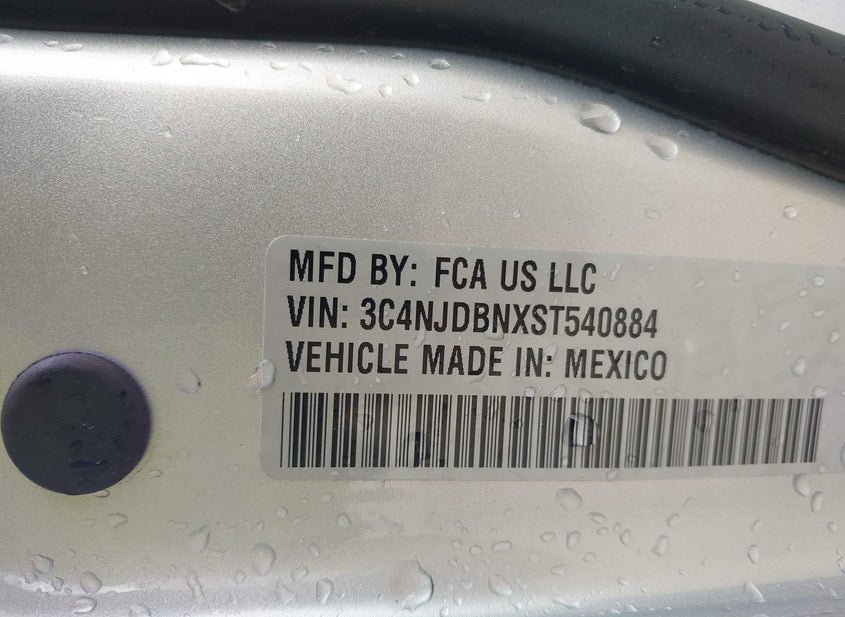 MFD BY: FCA US LLC
VIN: 3C4NJDBNXST540884
VEHICLE MADE IN: MEXICO